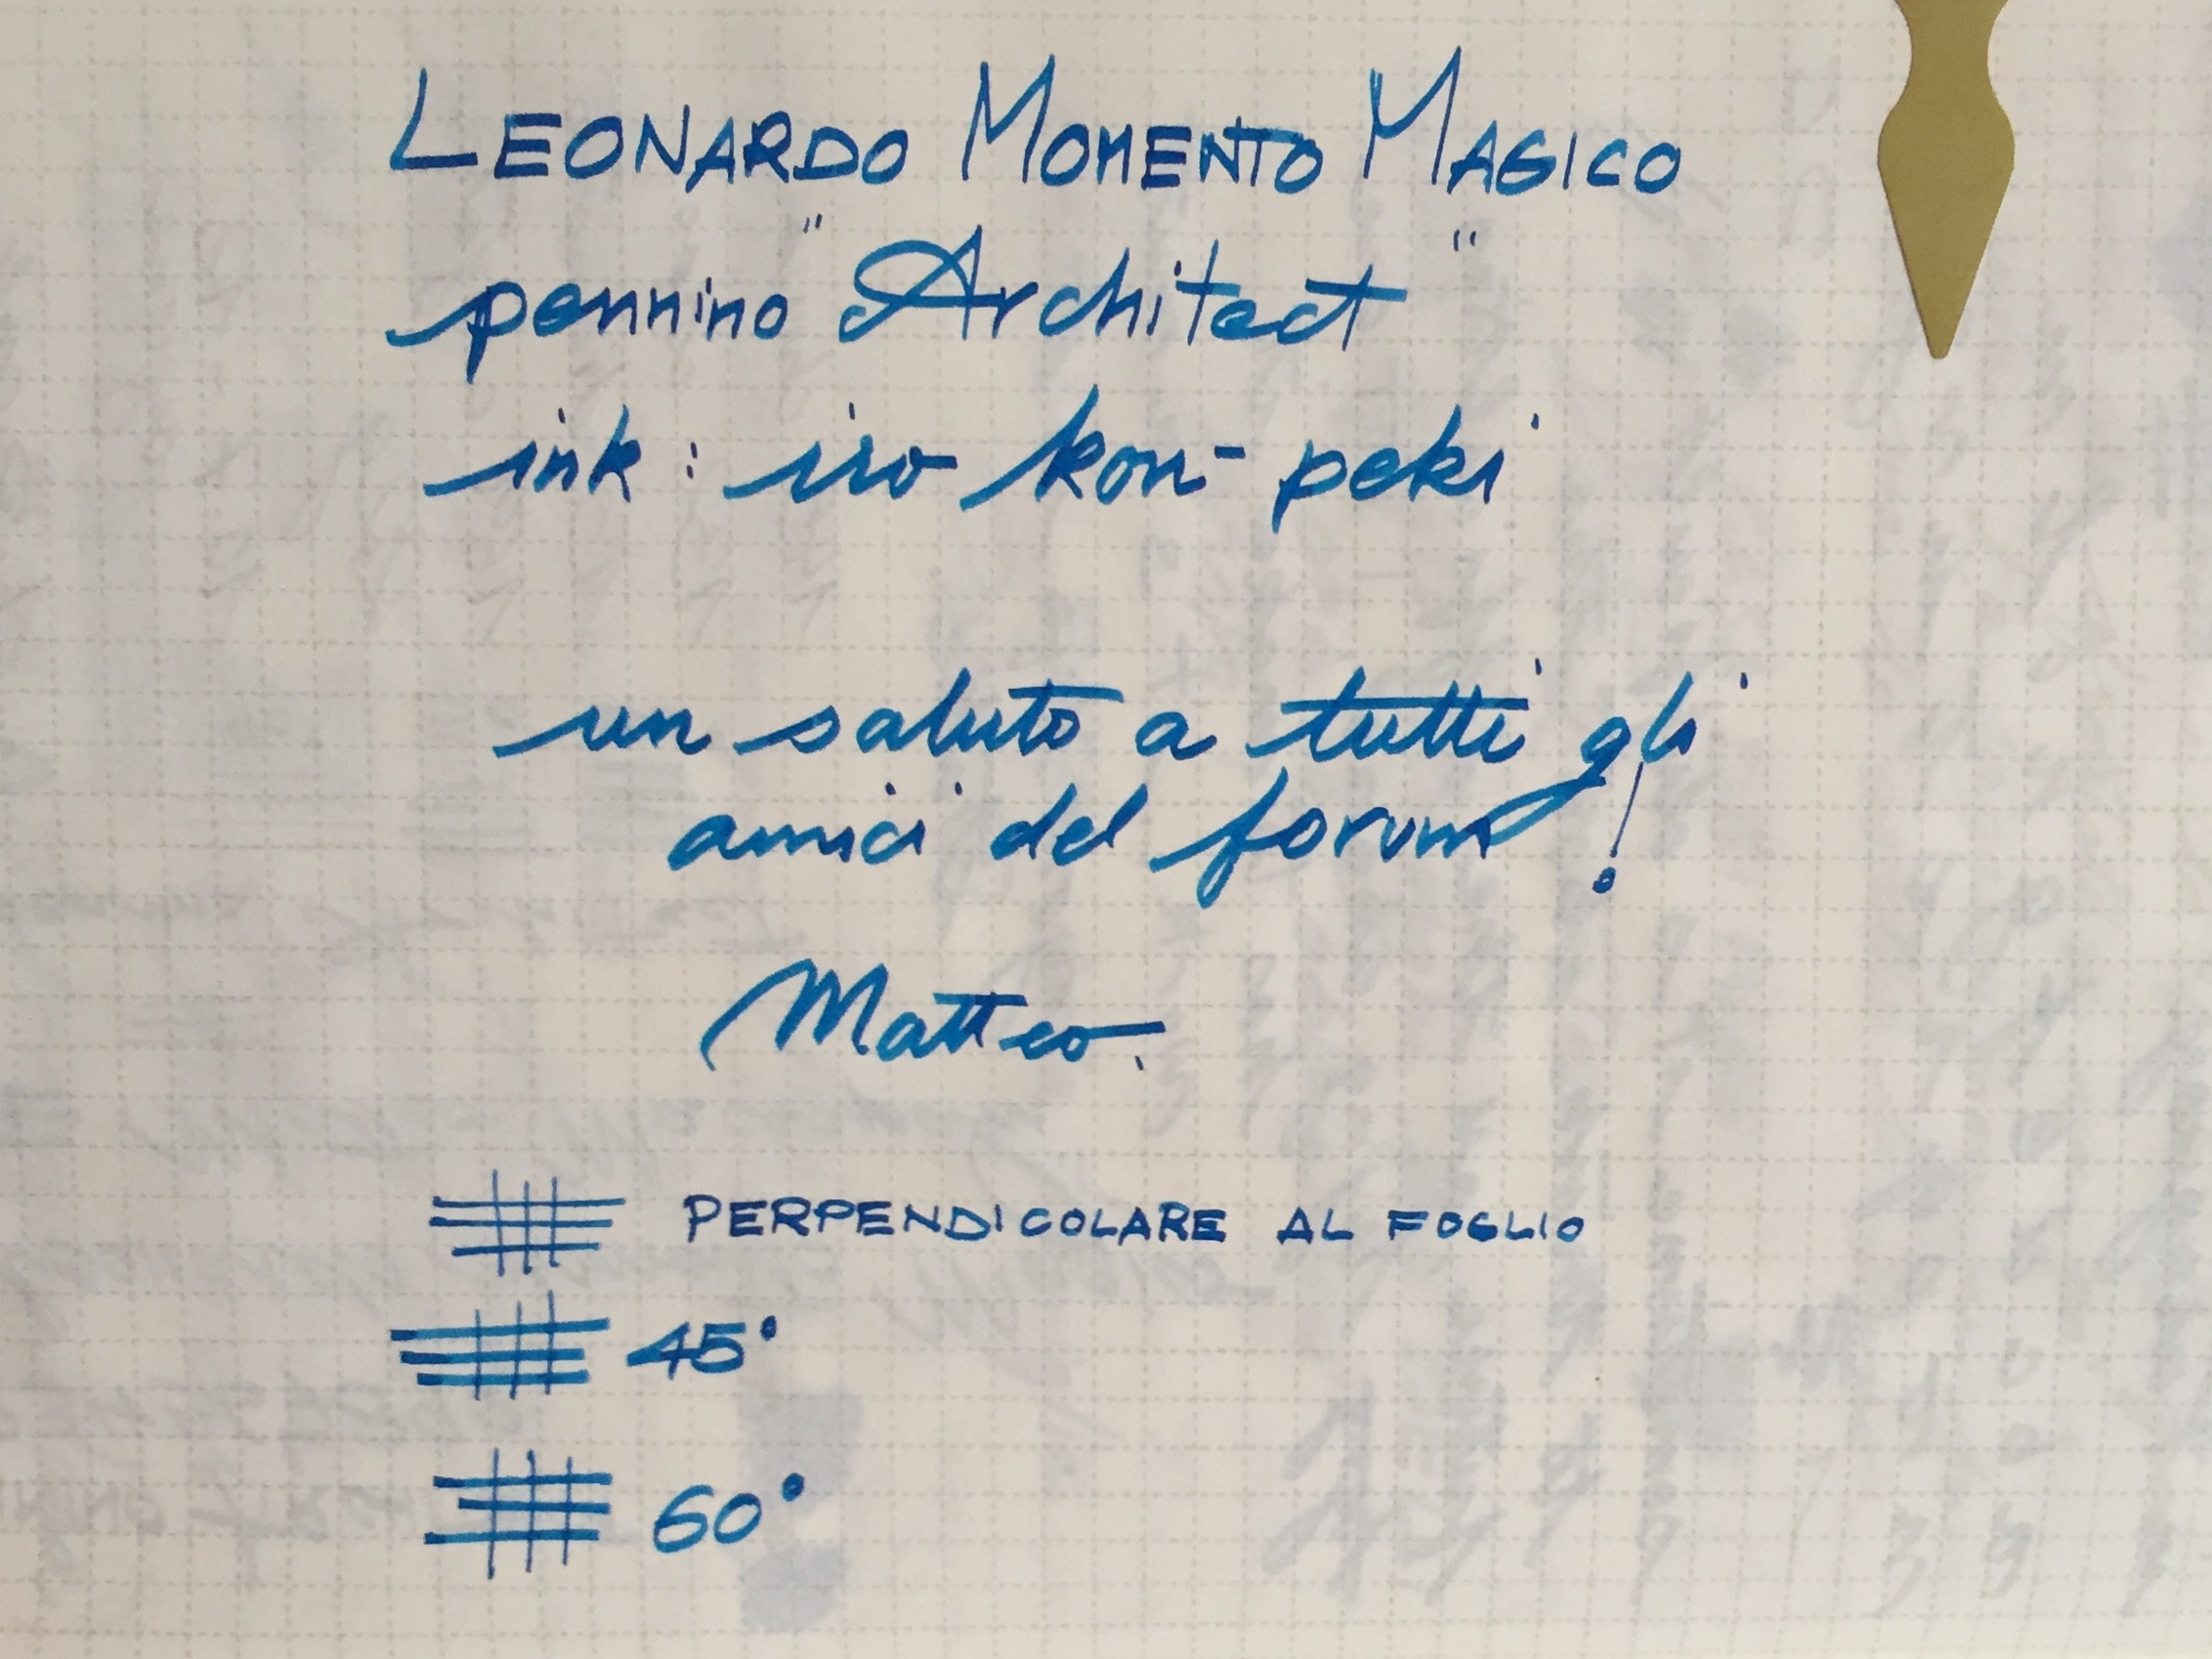 LEONARDO MOMENTO MAGICO
pennino "Architect"
ink: iro kon-peki
un saluto a tutti gli
amici del forum!
Matteo.
PERPENDICOLARE AL FOGLIO
45°
60°